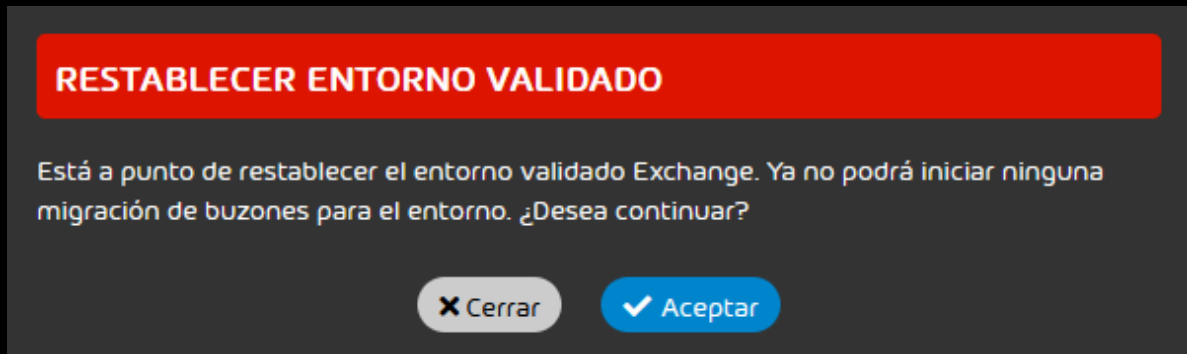 RESTABLECER ENTORNO VALIDADO
Está a punto de restablecer el entorno validado Exchange. Ya no podrá iniciar ninguna
migración de buzones para el entorno. ¿Desea continuar?
Cerrar
Aceptar